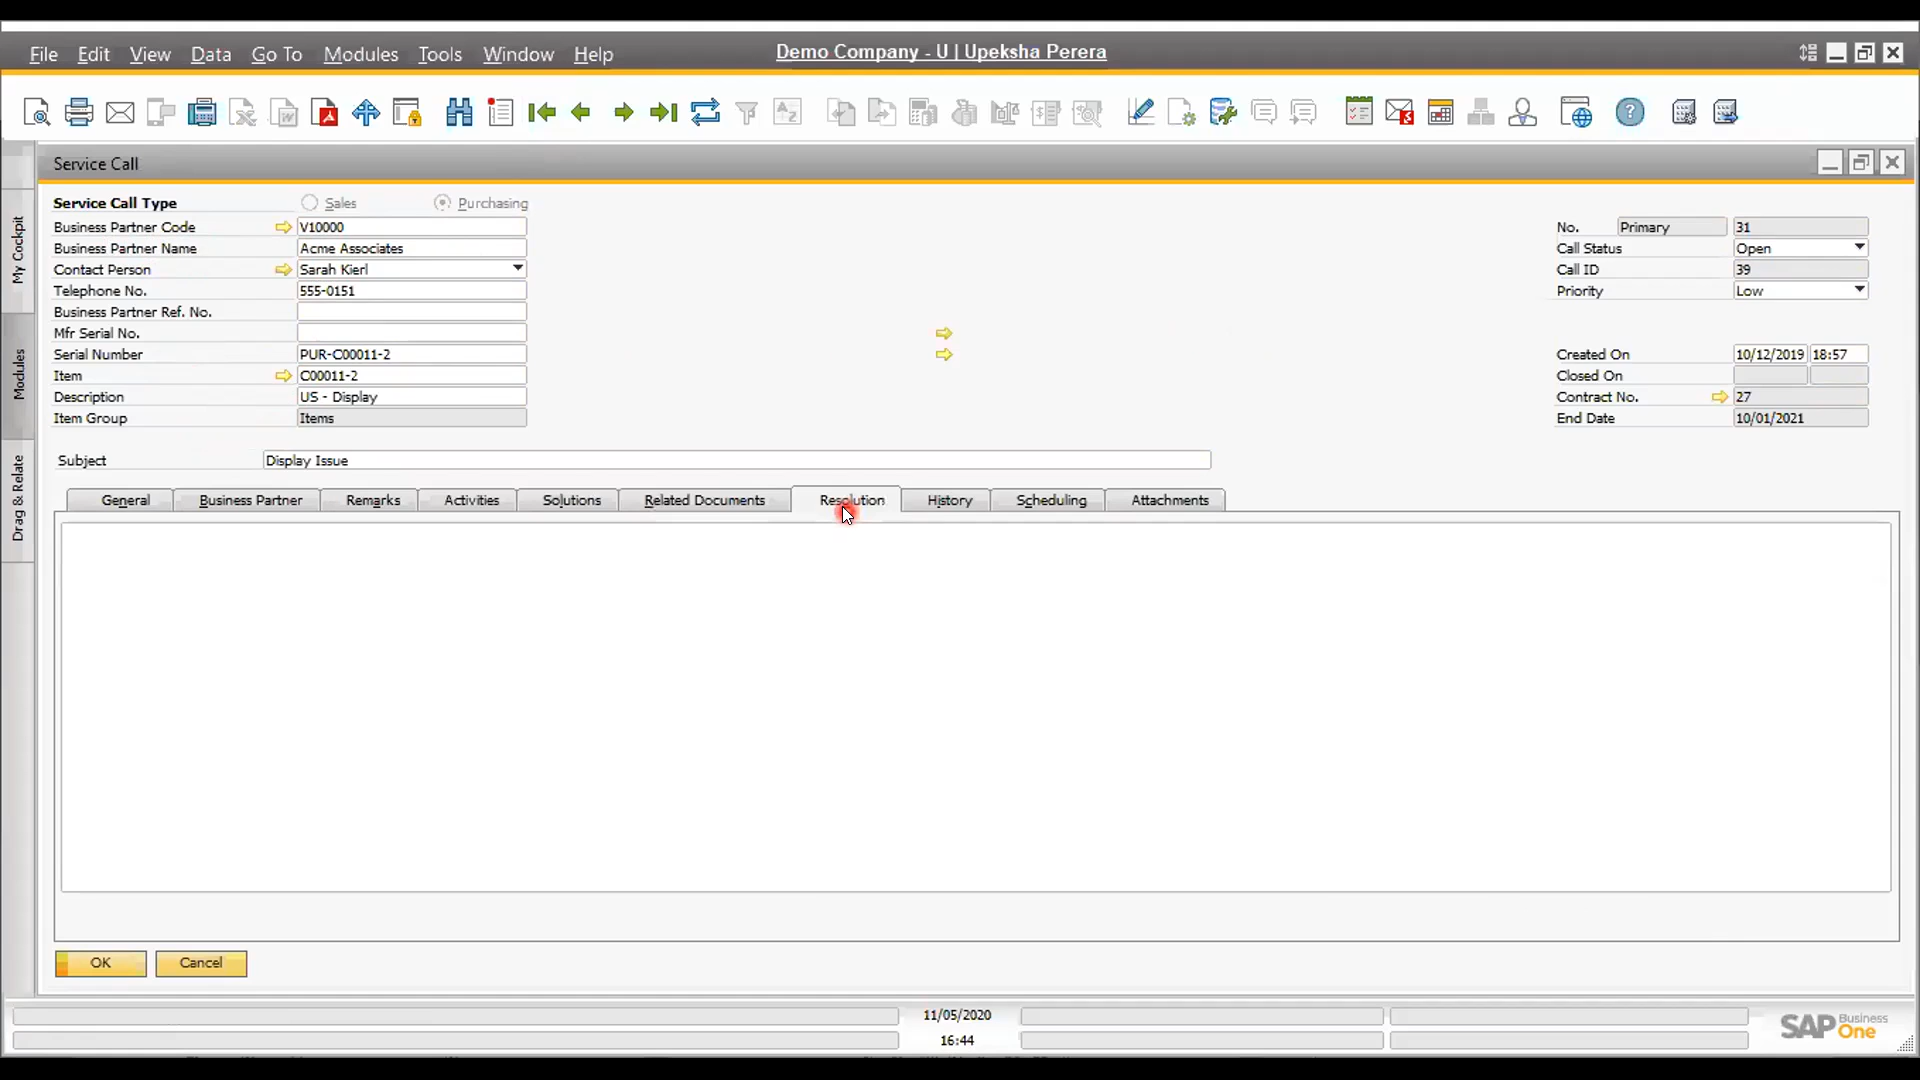 File Edit View Data Go To Modules Tools Window Help
Demo Company - U | Upeksha Perera
My Cockpit
Modules
Drag & Relate
Service Call
Service Call Type Sales Purchasing
Business Partner Code V10000
Business Partner Name Acme Associates
Contact Person Sarah Kierl
Telephone No. 555-0151
Business Partner Ref. No.
Mfr Serial No.
Serial Number PUR-C00011-2
Item C00011-2
Description US - Display
Item Group Items
No. Primary 31
Call Status Open
Call ID 39
Priority Low
Created On 10/12/2019 18:57
Closed On
Contract No. 27
End Date 10/01/2021
Subject Display Issue
General Business Partner Remarks Activities Solutions Related Documents Resolution History Scheduling Attachments
OK Cancel
11/05/2020
16:44
SAP Business One